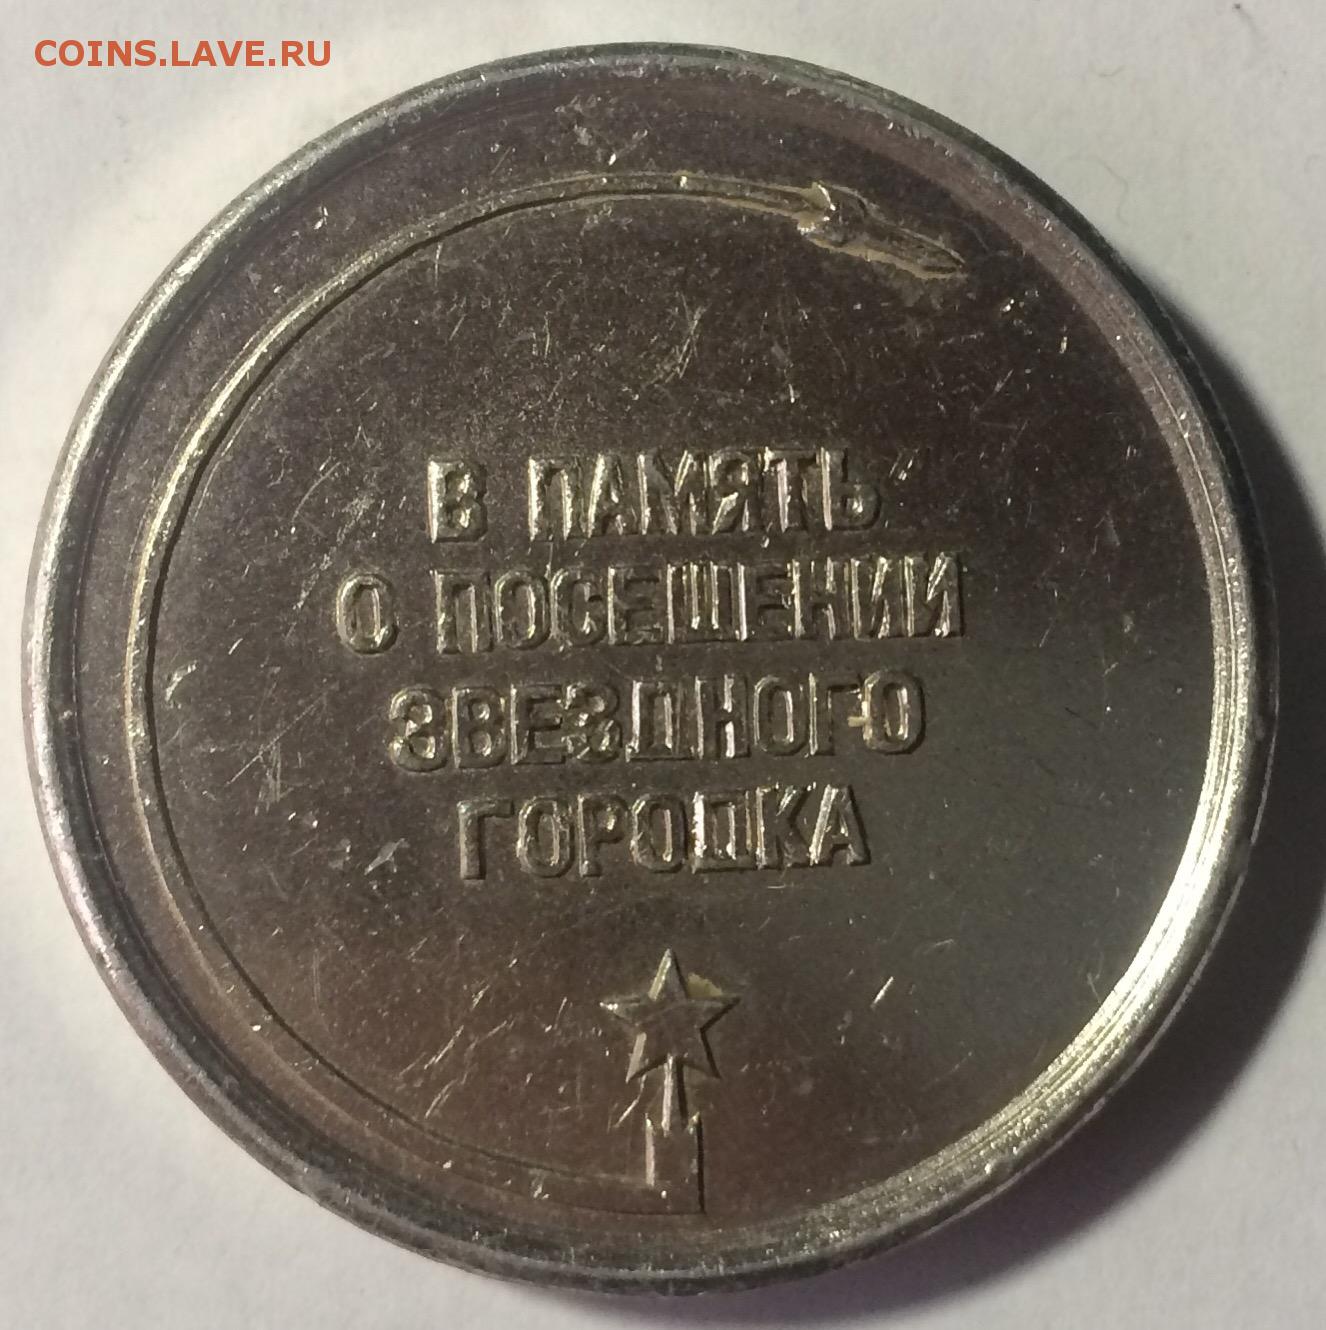 COINS.LAVE.RU
В ПАМЯТЬ
О ПОСЕЩЕНИИ
ЗВЕЗДНОГО
ГОРОДКА